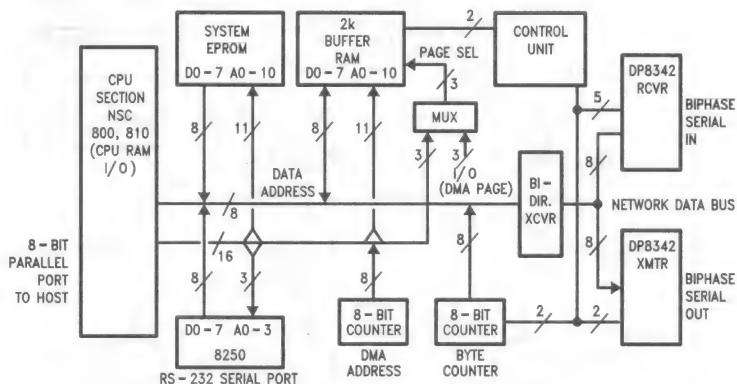 CPU
SECTION
NSC
800, 810
(CPU RAM
I/O)
8-BIT
PARALLEL
PORT
TO HOST
SYSTEM
EPROM
D0-7 A0-10
2k
BUFFER
RAM
D0-7 A0-10
PAGE SEL
2
CONTROL
UNIT
DP8342
RCVR
BIPHASE
SERIAL
IN
5
3
MUX
8
11
8
11
3
3
I/O
(DMA PAGE)
8
DATA
ADDRESS
8
BI-
DIR.
XCVR
NETWORK DATA BUS
16
8
3
8
8
8
DP8342
XMTR
BIPHASE
SERIAL
OUT
D0-7 A0-3
8250
RS-232 SERIAL PORT
8-BIT
COUNTER
DMA
ADDRESS
8-BIT
COUNTER
BYTE
COUNTER
2
2